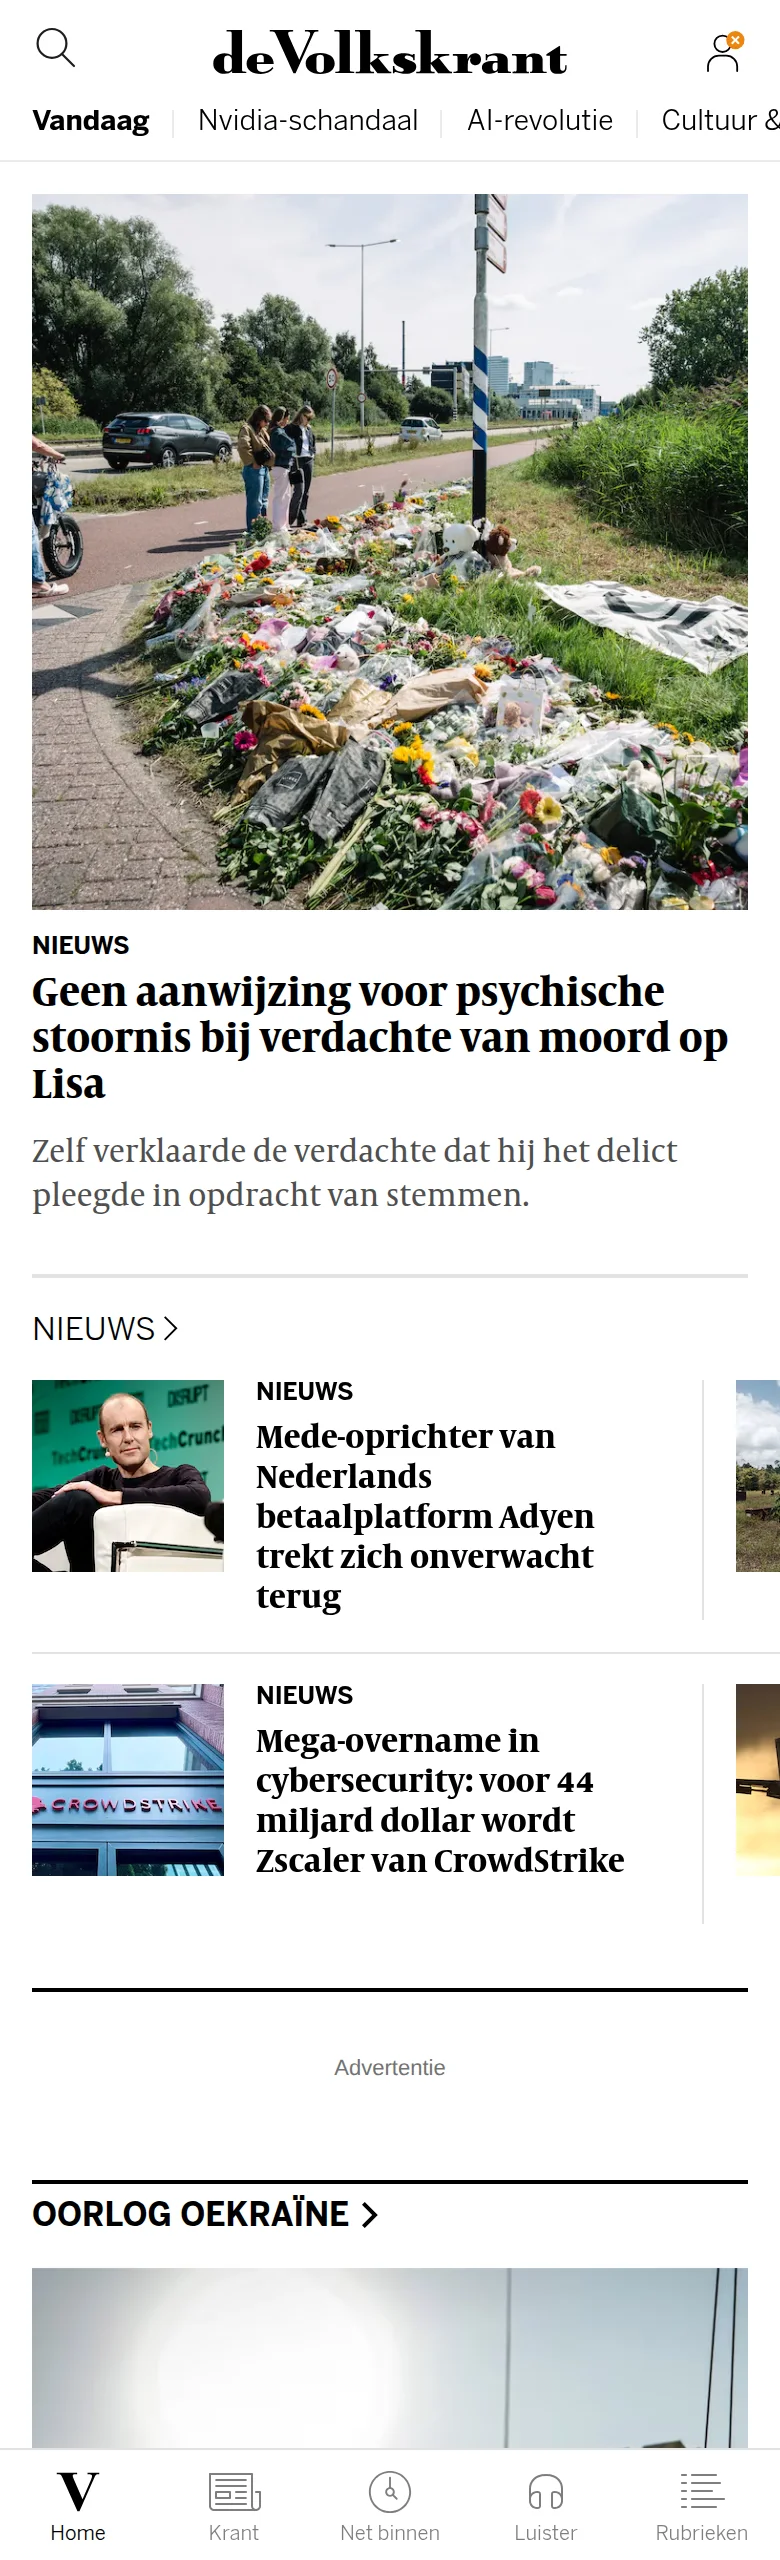 deVolkskrant
Vandaag
Nvidia-schandaal
AI-revolutie
Cultuur &
NIEUWS
Geen aanwijzing voor psychische
stoornis bij verdachte van moord op
Lisa
Zelf verklaarde de verdachte dat hij het delict
pleegde in opdracht van stemmen.
NIEUWS
DISRUPT
TechCrunch
NIEUWS
Mede-oprichter van
Nederlands
betaalplatform Adyen
trekt zich onverwacht
terug
CROWDSTRIKE
NIEUWS
Mega-overname in
cybersecurity: voor 44
miljard dollar wordt
Zscaler van CrowdStrike
Advertentie
OORLOG OEKRAÏNE
V
Home
Krant
Net binnen
Luister
Rubrieken